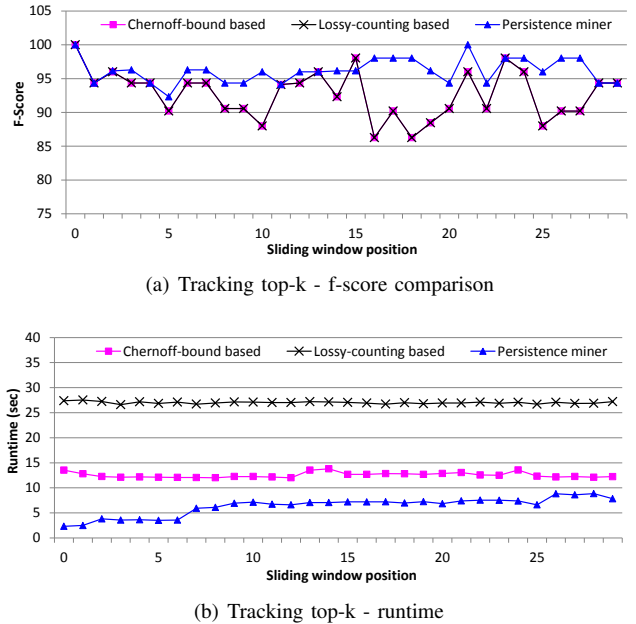 Chernoff-bound based Lossy-counting based Persistence miner
100
95
90
85
80
75
F-Score
0 5 10 15 20 25
Sliding window position
(a) Tracking top-k - f-score comparison
40
Chernoff-bound based Lossy-counting based Persistence miner
35
30
25
20
15
10
5
0
Runtime (sec)
0 5 10 15 20 25
Sliding window position
(b) Tracking top-k - runtime